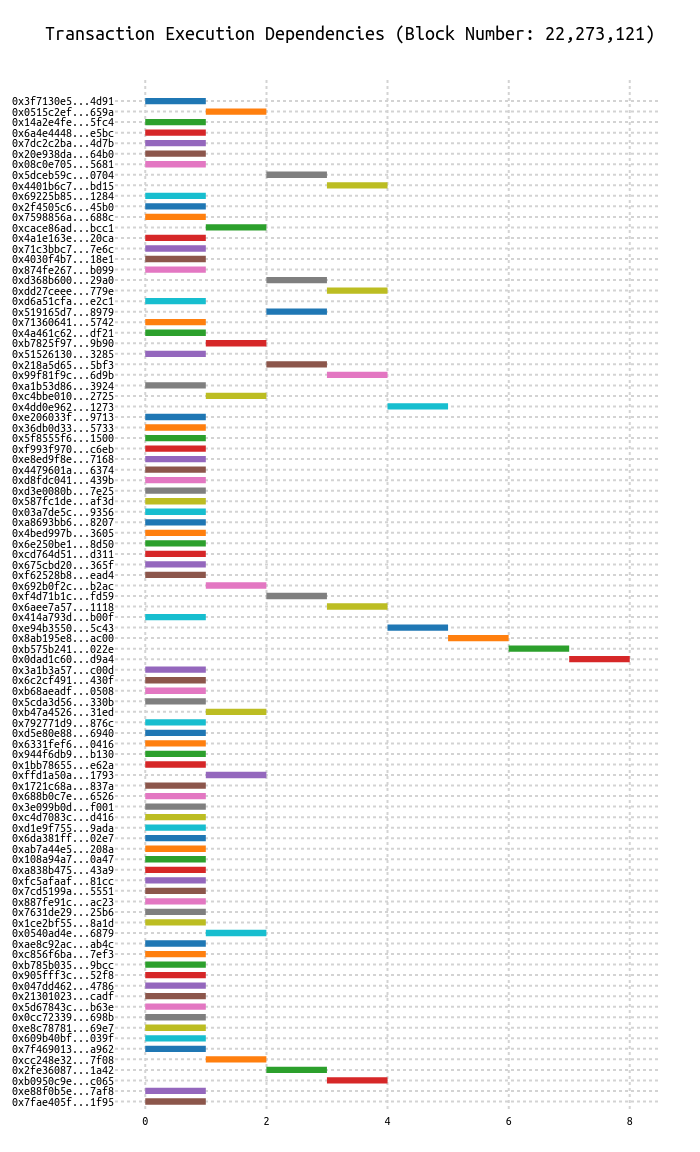 Transaction Execution Dependencies (Block Number: 22,273,121)
0x3f7130e5...4d91
0x0515c2ef...659a
0x14a2e4fe...5fc4
0x6a4e4448...e5bc
0x7dc2c2ba...4d7b
0x20e938da...64b0
0x08c0e705...5681
0x5dceb59c...0704
0x4401b6c7...bd15
0x69225b85...1284
0x2f4505c6...45b0
0x7598856a...688c
0xcace86ad...bcc1
0x4a1e163e...20ca
0x71c3bbc7...7e6c
0x4030f4b7...18e1
0x874fe267...b099
0xd368b600...29a0
0xdd27ceee...779e
0xd6a51cfa...e2c1
0x519165d7...8979
0x71360641...5742
0x4a461c62...df21
0xb7825f97...9b90
0x51526130...3285
0x218a5d65...5bf3
0x99f81f9c...6d9b
0xa1b53d86...3924
0xc4bbe010...2725
0x4dd0e962...1273
0xe206033f...9713
0x36db0d33...5733
0x5f8555f6...1500
0xf993f970...c6eb
0xe8ed9f8e...7168
0x4479601a...6374
0xd8fdc041...439b
0xd3e0080b...7e25
0x587fc1de...af3d
0x03a7de5c...9356
0xa8693bb6...8207
0x4bed997b...3605
0x6e250be1...8d50
0xcd764d51...d311
0x675cbd20...365f
0xf62528b8...ead4
0x692b0f2c...b2ac
0xf4d71b1c...fd59
0x6aee7a57...1118
0x414a793d...b00f
0xe94b3550...5c43
0x8ab195e8...ac00
0xb575b241...022e
0x0dad1c60...d9a4
0x3a1b3a57...c00d
0x6c2cf491...430f
0xb68aeadf...0508
0x5cda3d56...330b
0xb47a4526...31ed
0x792771d9...876c
0xd5e80e88...6940
0x6331fef6...0416
0x944f6db9...b130
0x1bb78655...e62a
0xffd1a50a...1793
0x1721c68a...837a
0x688b0c7e...6526
0x3e099b0d...f001
0xc4d7083c...d416
0xd1e9f755...9ada
0x6da381ff...02e7
0xab7a44e5...208a
0x108a94a7...0a47
0xa838b475...43a9
0xfc5afaaf...81cc
0x7cd5199a...5551
0x887fe91c...ac23
0x7631de29...25b6
0x1ce2bf55...8a1d
0x0540ad4e...6879
0xae8c92ac...ab4c
0xc856f6ba...7ef3
0xb785b035...9bcc
0x905fff3c...52f8
0x047dd462...4786
0x21301023...cadf
0x5d67843c...b63e
0x0cc72339...698b
0xe8c78781...69e7
0x609b40bf...039f
0x7f469013...a962
0xcc248e32...7f08
0x2fe36087...1a42
0xb0950c9e...c065
0xe88f0b5e...7af8
0x7fae405f...1f95
0 2 4 6 8